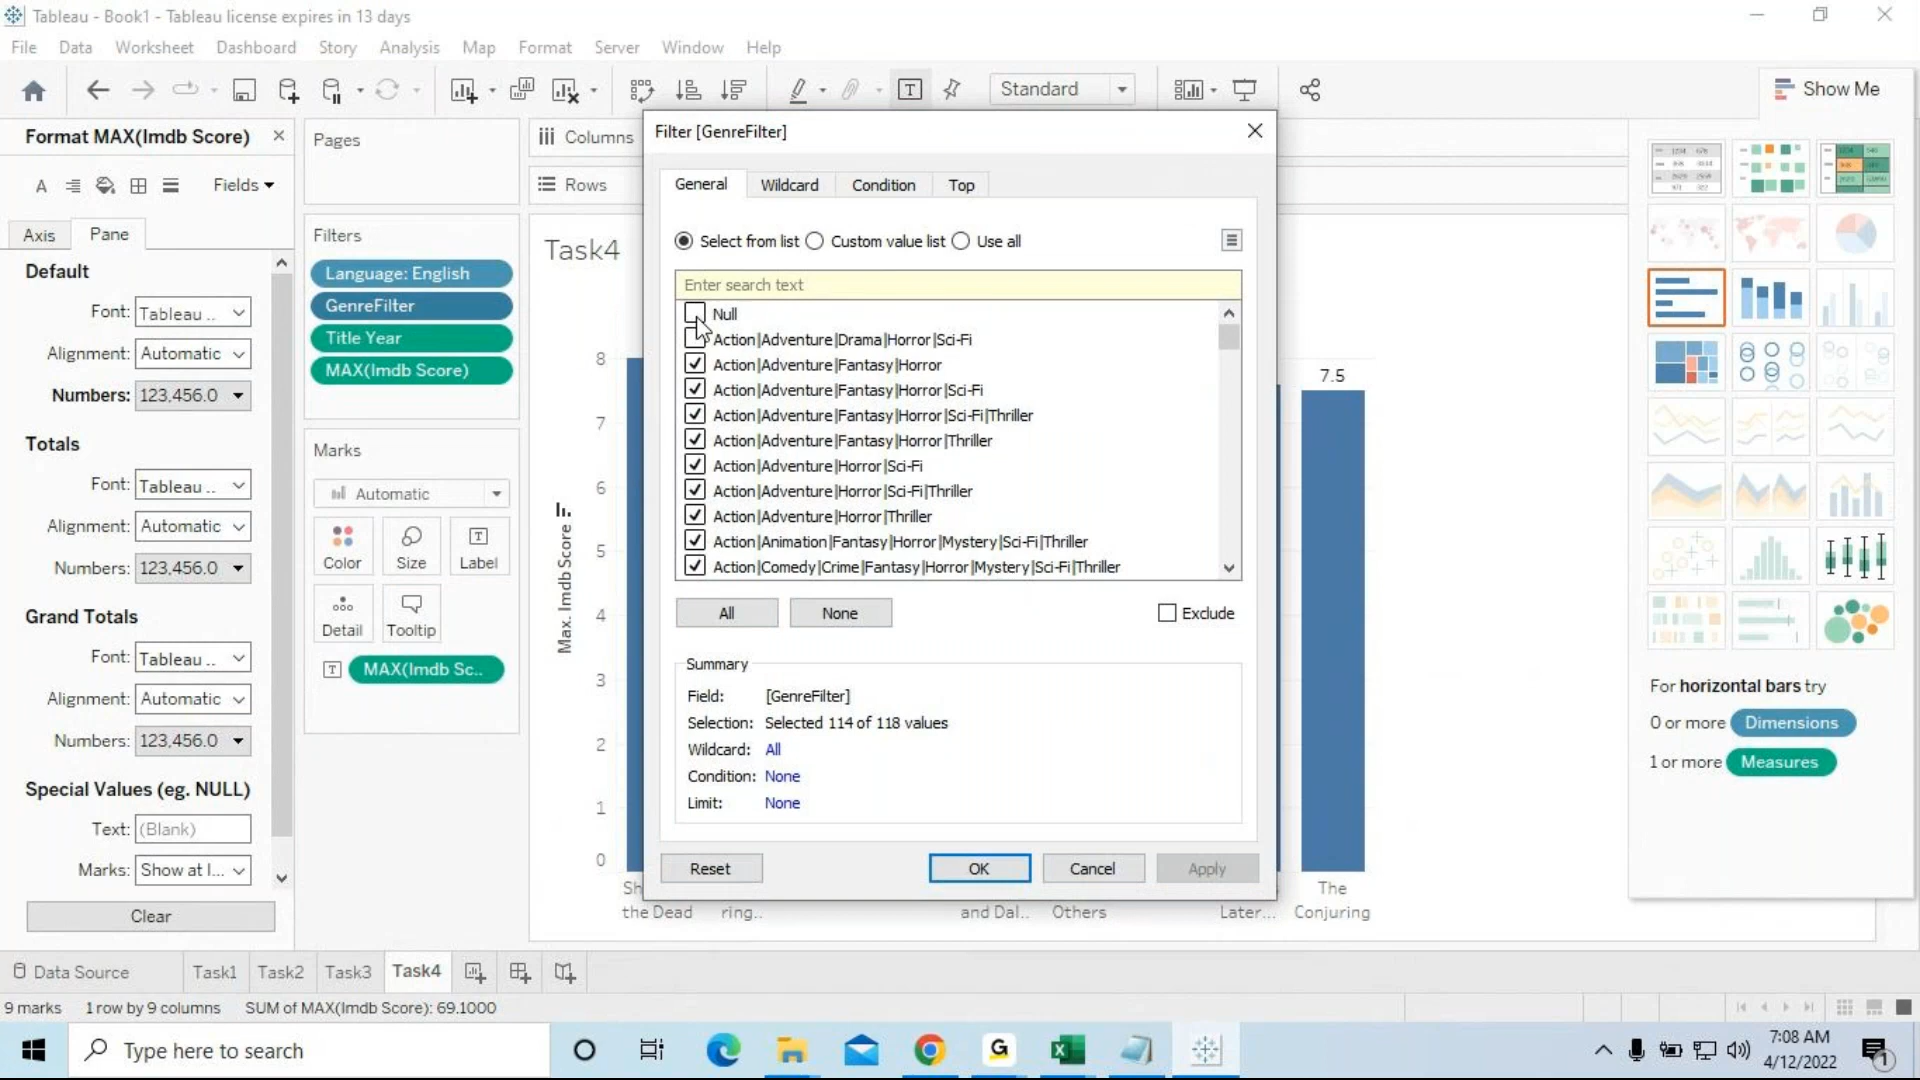 Tableau - Book1 - Tableau license expires in 13 days
File Data Worksheet Dashboard Story Analysis Map Format Server Window Help
Standard
Show Me
Format MAX(Imdb Score)
Fields
Axis
Pane
Default
Font: Tableau ..
Alignment: Automatic
Numbers: 123,456.0
Totals
Font: Tableau ..
Alignment: Automatic
Numbers: 123,456.0
Grand Totals
Font: Tableau ..
Alignment: Automatic
Numbers: 123,456.0
Special Values (eg. NULL)
Text: (Blank)
Marks: Show at I...
Clear
Pages
Filters
Language: English
GenreFilter
Title Year
MAX(Imdb Score)
Marks
Automatic
Color
Size
Label
Detail
Tooltip
MAX(Imdb Sc..
Columns
Rows
Task4
Max. Imdb Score
8
7
6
5
4
3
2
1
0
7.5
Sh
the Dead
ring..
and Dal..
Others
Later...
The
Conjuring
Filter [GenreFilter]
General
Wildcard
Condition
Top
Select from list
Custom value list
Use all
Enter search text
Null
Action|Adventure|Drama|Horror|Sci-Fi
Action|Adventure|Fantasy|Horror
Action|Adventure|Fantasy|Horror|Sci-Fi
Action|Adventure|Fantasy|Horror|Sci-Fi|Thriller
Action|Adventure|Fantasy|Horror|Thriller
Action|Adventure|Horror|Sci-Fi
Action|Adventure|Horror|Sci-Fi|Thriller
Action|Adventure|Horror|Thriller
Action|Animation|Fantasy|Horror|Mystery|Sci-Fi|Thriller
Action|Comedy|Crime|Fantasy|Horror|Mystery|Sci-Fi|Thriller
All
None
Exclude
Summary
Field: [GenreFilter]
Selection: Selected 114 of 118 values
Wildcard: All
Condition: None
Limit: None
Reset
OK
Cancel
Apply
For horizontal bars try
0 or more Dimensions
1 or more Measures
Data Source
Task1
Task2
Task3
Task4
9 marks 1 row by 9 columns SUM of MAX(Imdb Score): 69.1000
Type here to search
7:08 AM
4/12/2022
1